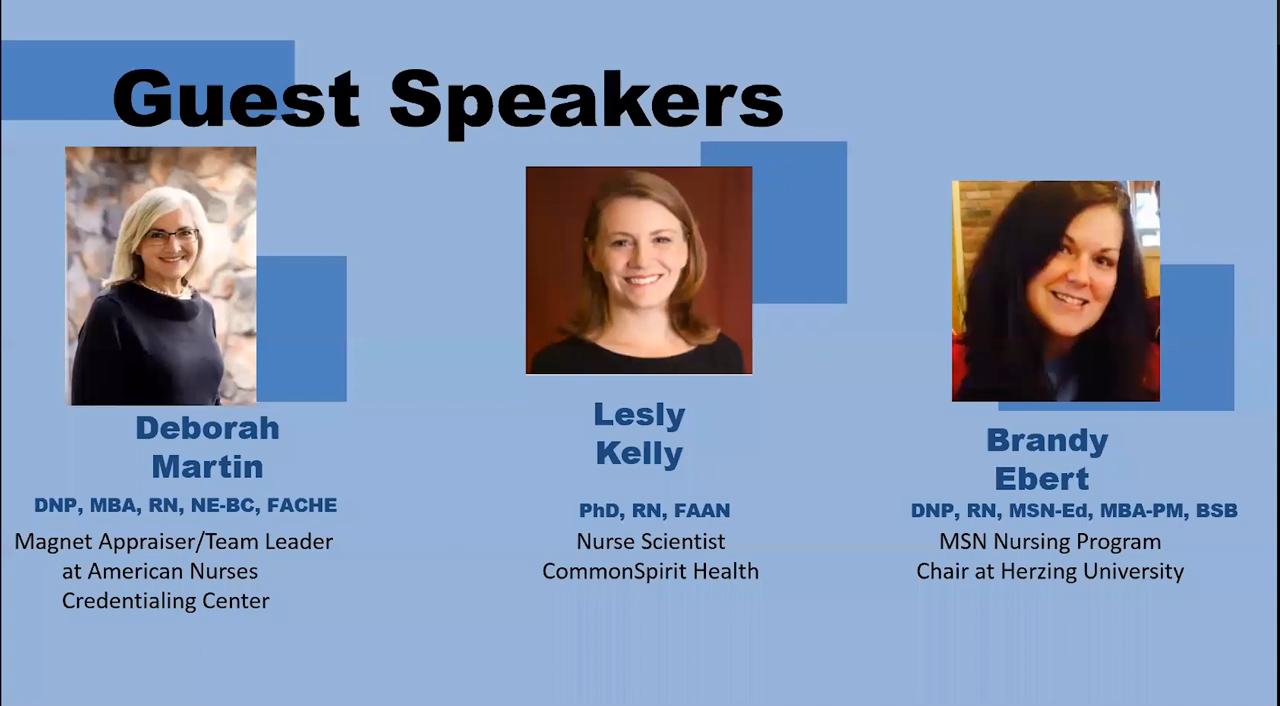 Guest Speakers
Deborah
Martin
DNP, MBA, RN, NE-BC, FACHE
Magnet Appraiser/Team Leader
at American Nurses
Credentialing Center
Lesly
Kelly
PhD, RN, FAAN
Nurse Scientist
CommonSpirit Health
Brandy
Ebert
DNP, RN, MSN-Ed, MBA-PM, BSB
MSN Nursing Program
Chair at Herzing University